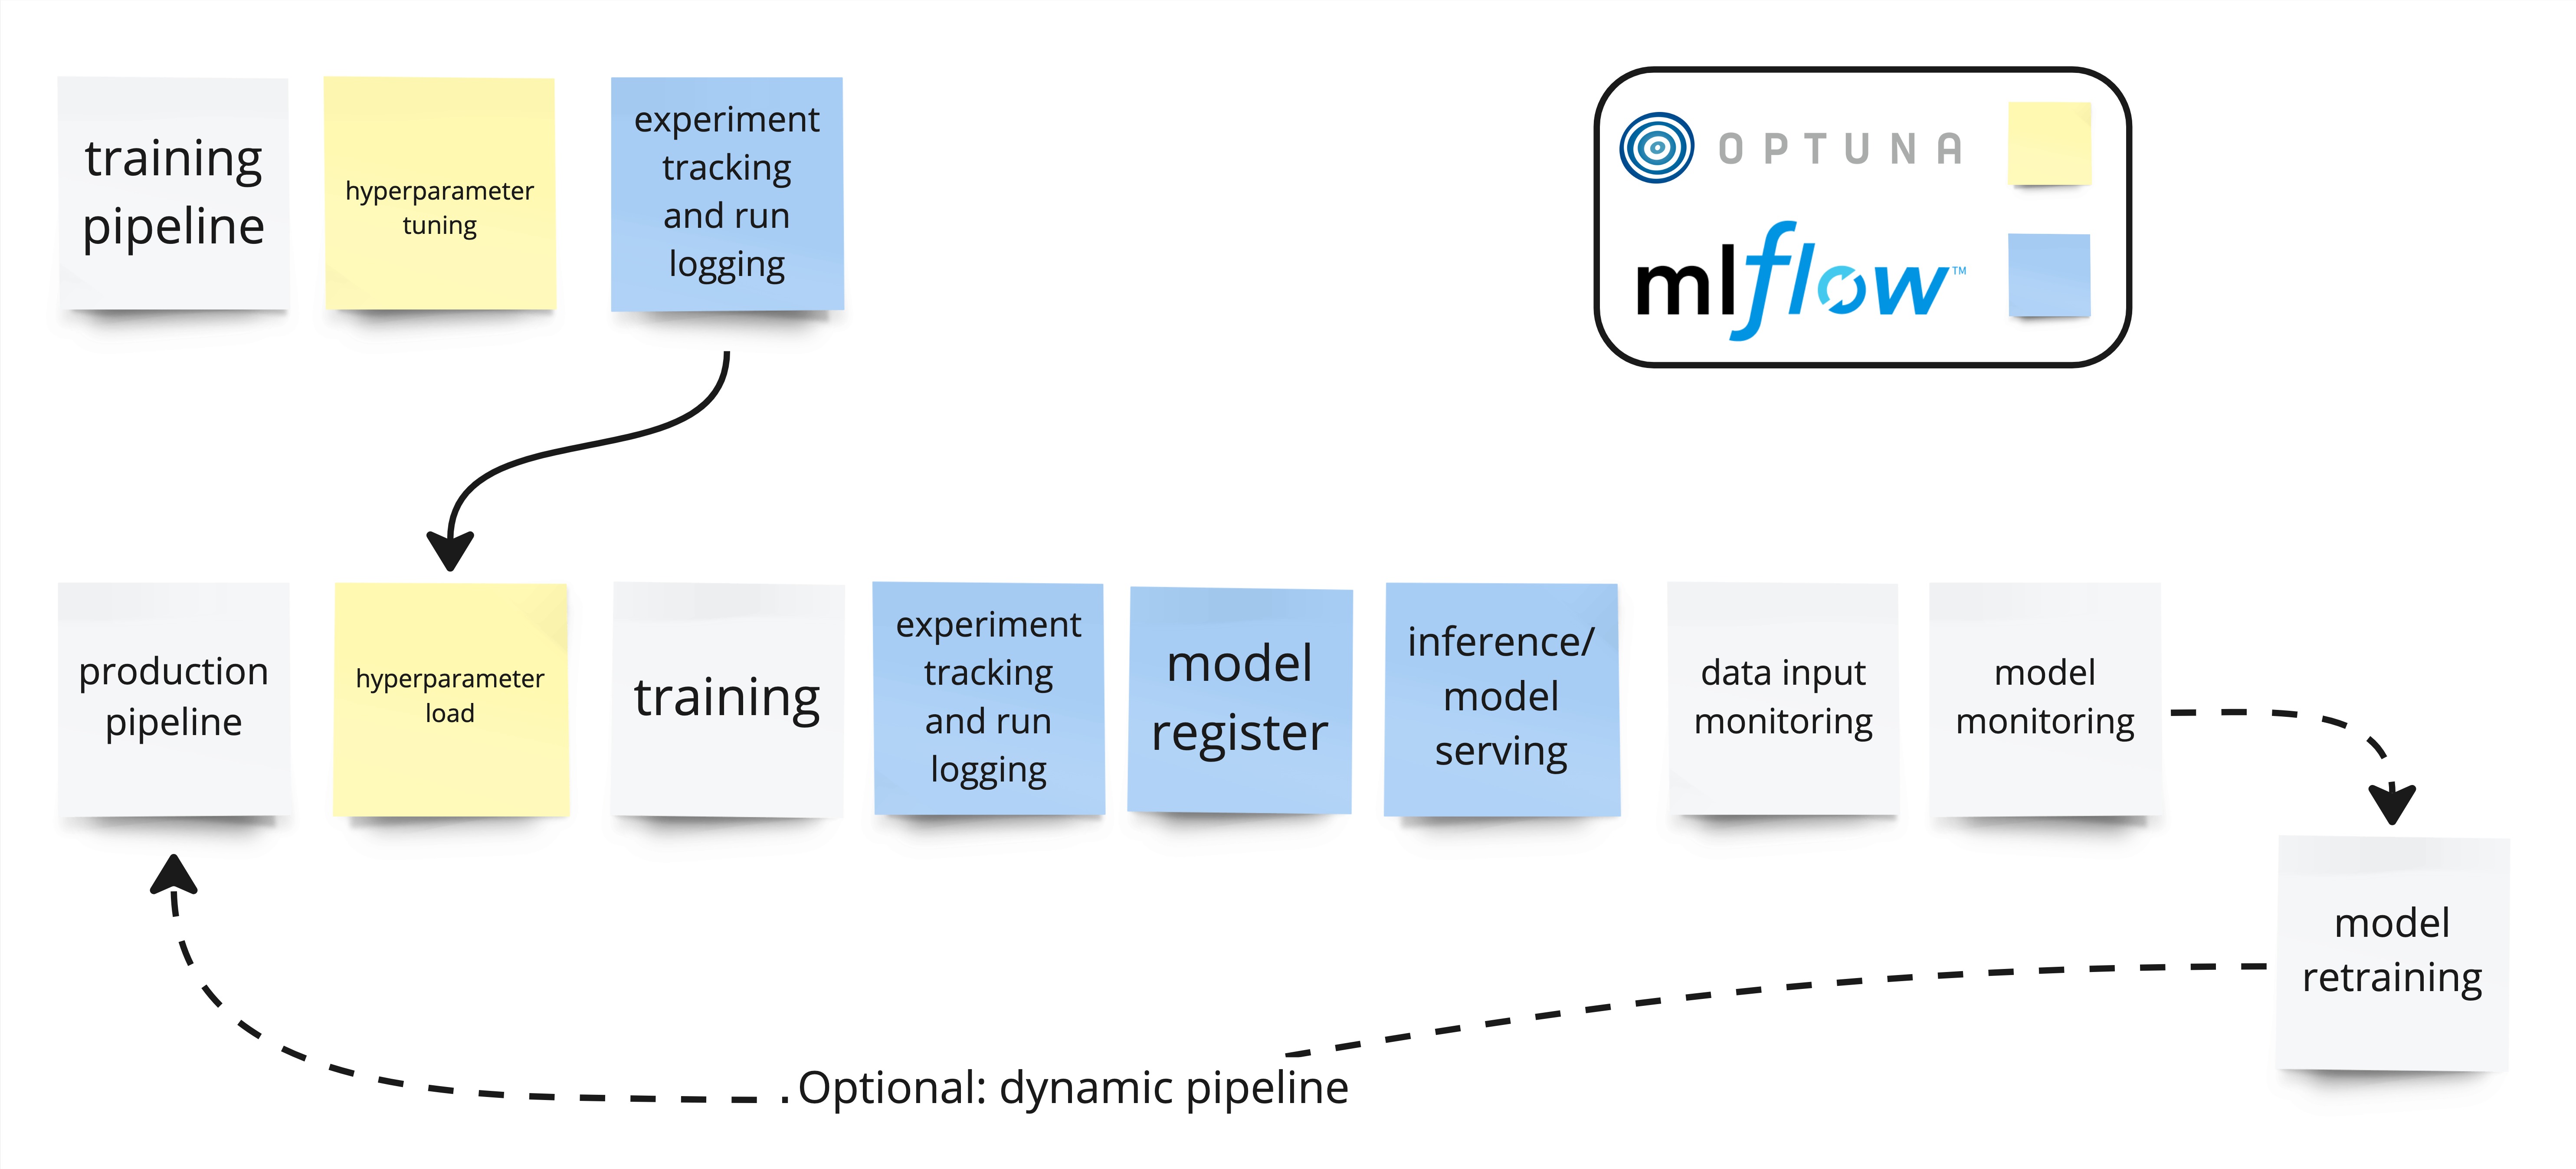 training
pipeline
hyperparameter
tuning
experiment
tracking
and run
logging
OPTUNA
mlflow™
production
pipeline
hyperparameter
load
training
experiment
tracking
and run
logging
model
register
inference/
model
serving
data input
monitoring
model
monitoring
model
retraining
Optional: dynamic pipeline